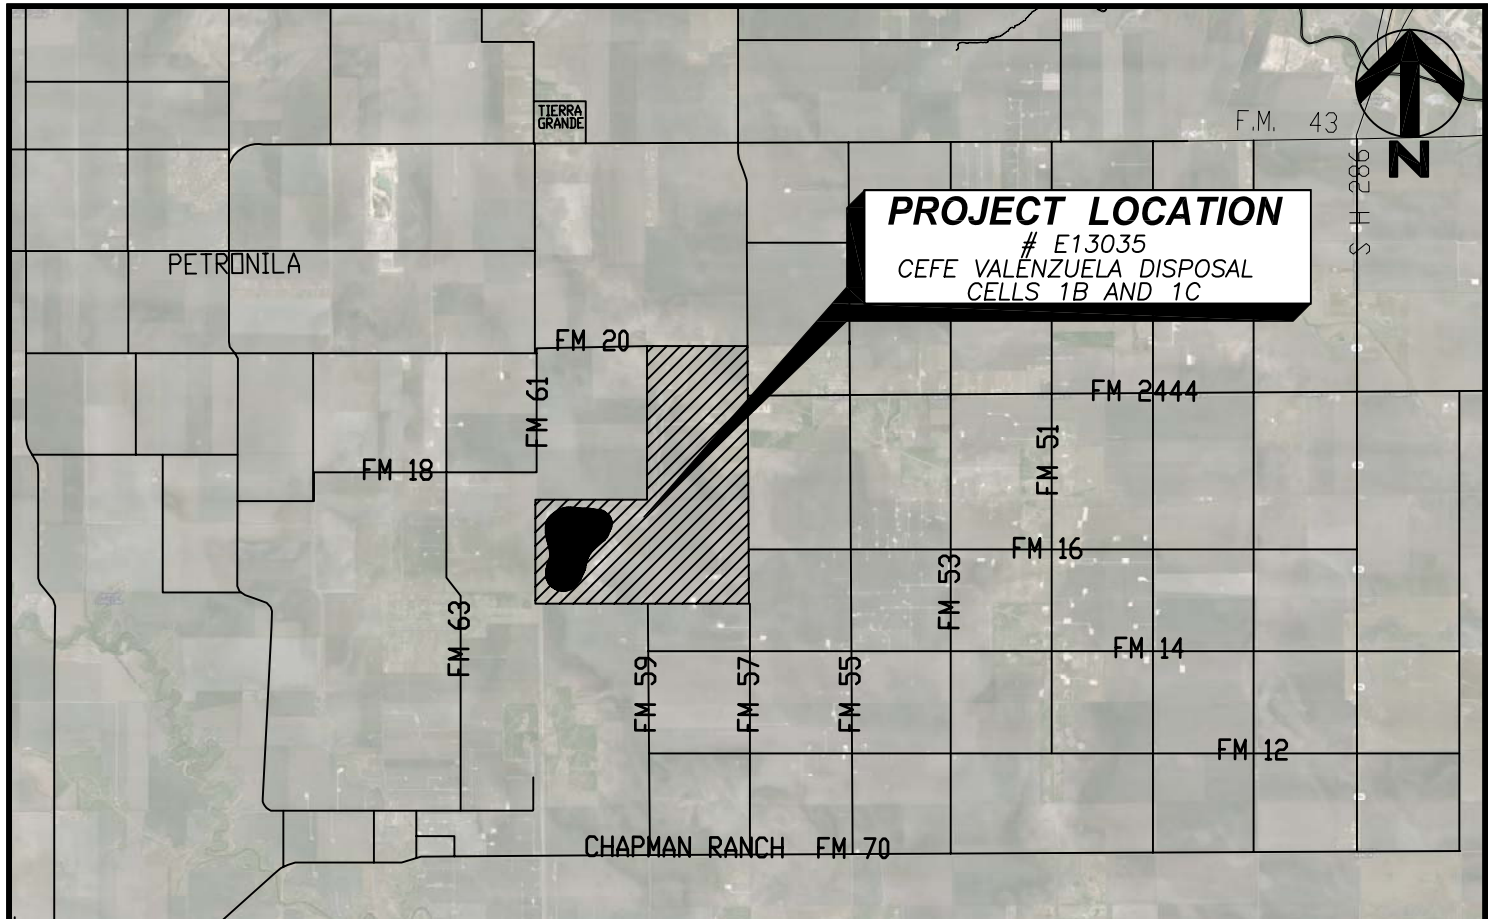 TIERRA
GRANDE
F.M. 43
N
S H 286
PROJECT LOCATION
# E13035
CEFE VALENZUELA DISPOSAL
CELLS 1B AND 1C
PETRONILA
FM 20
FM 61
FM 2444
FM 51
FM 18
FM 16
FM 53
FM 63
FM 14
FM 59
FM 57
FM 55
FM 12
CHAPMAN RANCH FM 70